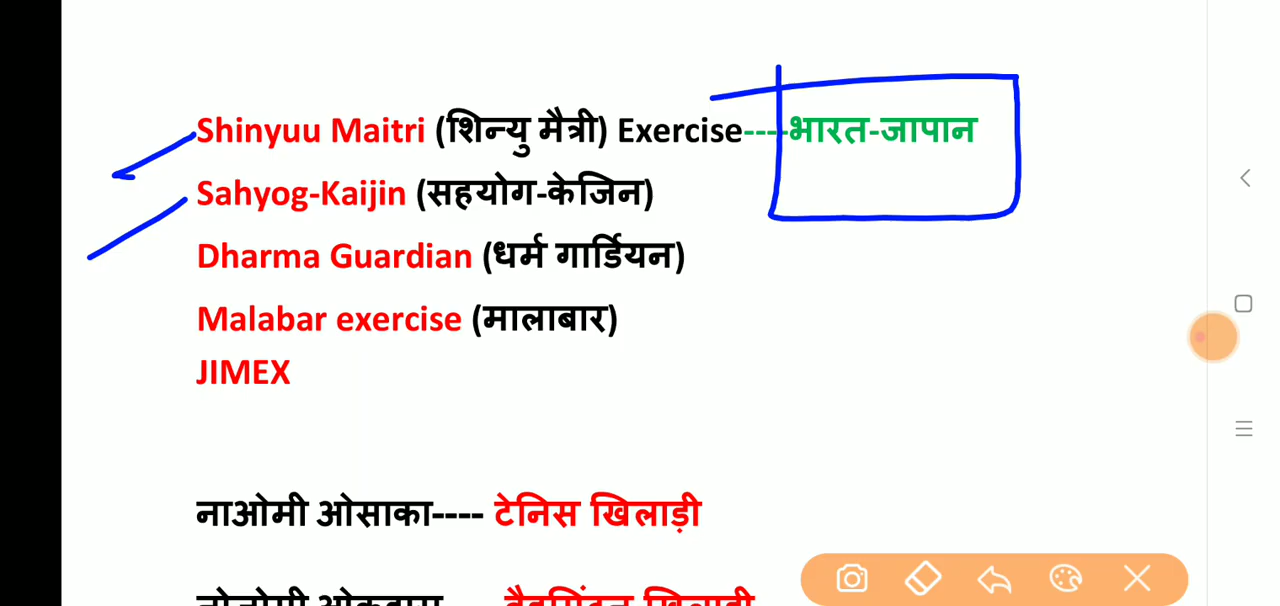 Shinyuu Maitri (शिन्यु मैत्री) Exercise----भारत-जापान
Sahyog-Kaijin (सहयोग-केजिन)
Dharma Guardian (धर्म गार्डियन)
Malabar exercise (मालाबार)
JIMEX
नाओमी ओसाका---- टेनिस खिलाड़ी